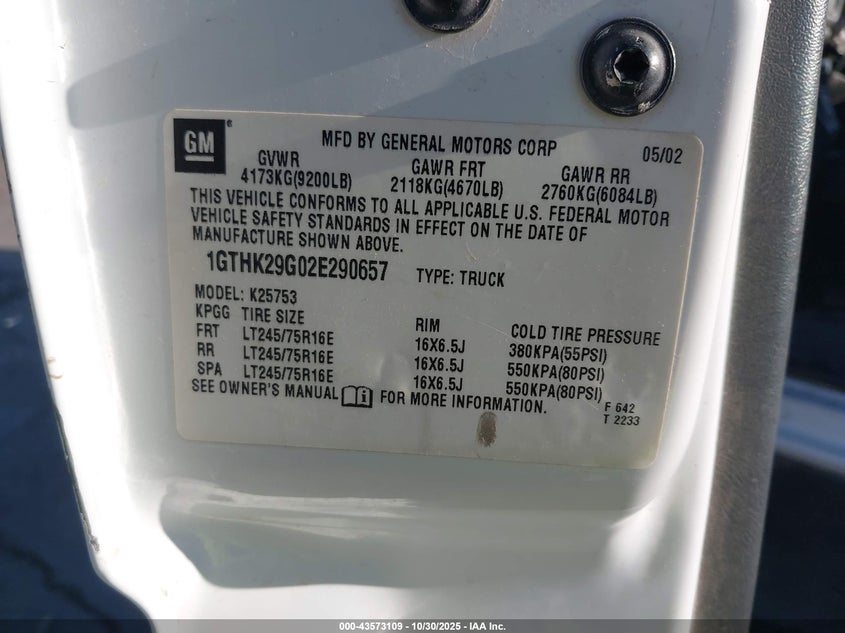 GM ®
MFD BY GENERAL MOTORS CORP 05/02
GVWR GAWR FRT GAWR RR
4173KG(9200LB) 2118KG(4670LB) 2760KG(6084LB)
THIS VEHICLE CONFORMS TO ALL APPLICABLE U.S. FEDERAL MOTOR
VEHICLE SAFETY STANDARDS IN EFFECT ON THE DATE OF
MANUFACTURE SHOWN ABOVE.
1GTHK29G02E290657 TYPE: TRUCK
MODEL: K25753
KPGG TIRE SIZE RIM COLD TIRE PRESSURE
FRT LT245/75R16E 16X6.5J 380KPA(55PSI)
RR LT245/75R16E 16X6.5J 550KPA(80PSI)
SPA LT245/75R16E 16X6.5J 550KPA(80PSI)
SEE OWNER'S MANUAL FOR MORE INFORMATION.
F 642
T 2233
000-43573109 • 10/30/2025 • IAA Inc.